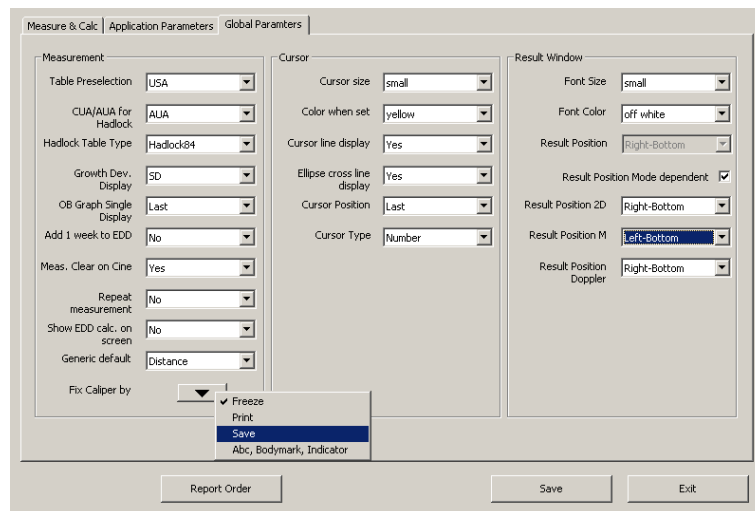 Measure & Calc Application Parameters Global Paramters
Measurement
Table Preselection USA
CUA/AUA for
Hadlock AUA
Hadlock Table Type Hadlock84
Growth Dev.
Display SD
OB Graph Single
Display Last
Add 1 week to EDD No
Meas. Clear on Cine Yes
Repeat
measurement No
Show EDD calc. on
screen No
Generic default Distance
Fix Caliper by
Freeze
Print
Save
Abc, Bodymark, Indicator
Cursor
Cursor size small
Color when set yellow
Cursor line display Yes
Ellipse cross line
display Yes
Cursor Position Last
Cursor Type Number
Result Window
Font Size small
Font Color off white
Result Position Right-Bottom
Result Position Mode dependent
Result Position 2D Right-Bottom
Result Position M Left-Bottom
Result Position
Doppler Right-Bottom
Report Order Save Exit